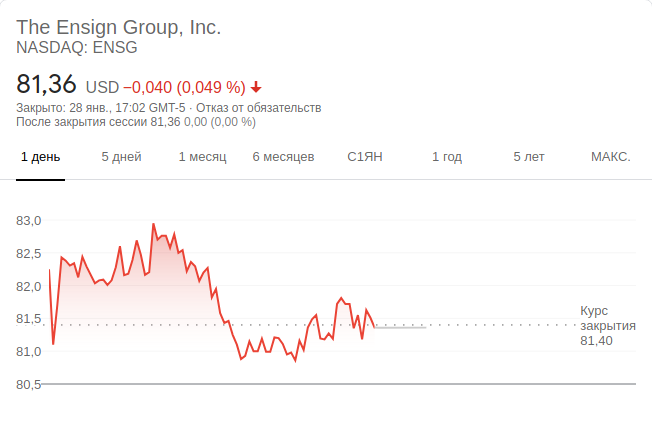 The Ensign Group, Inc.
NASDAQ: ENSG
81,36 USD −0,040 (0,049 %)
Закрыто: 28 янв., 17:02 GMT-5 · Отказ от обязательств
После закрытия сессии 81,36 0,00 (0,00 %)
1 день 5 дней 1 месяц 6 месяцев С1ЯН 1 год 5 лет МАКС.
83,0
82,5
82,0
81,5
81,0
80,5
Курс
закрытия
81,40